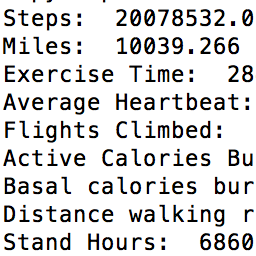 Steps:  20078532.0
Miles:  10039.266
Exercise Time:  28
Average Heartbeat:
Flights Climbed:
Active Calories Bu
Basal calories bur
Distance walking r
Stand Hours:  6860